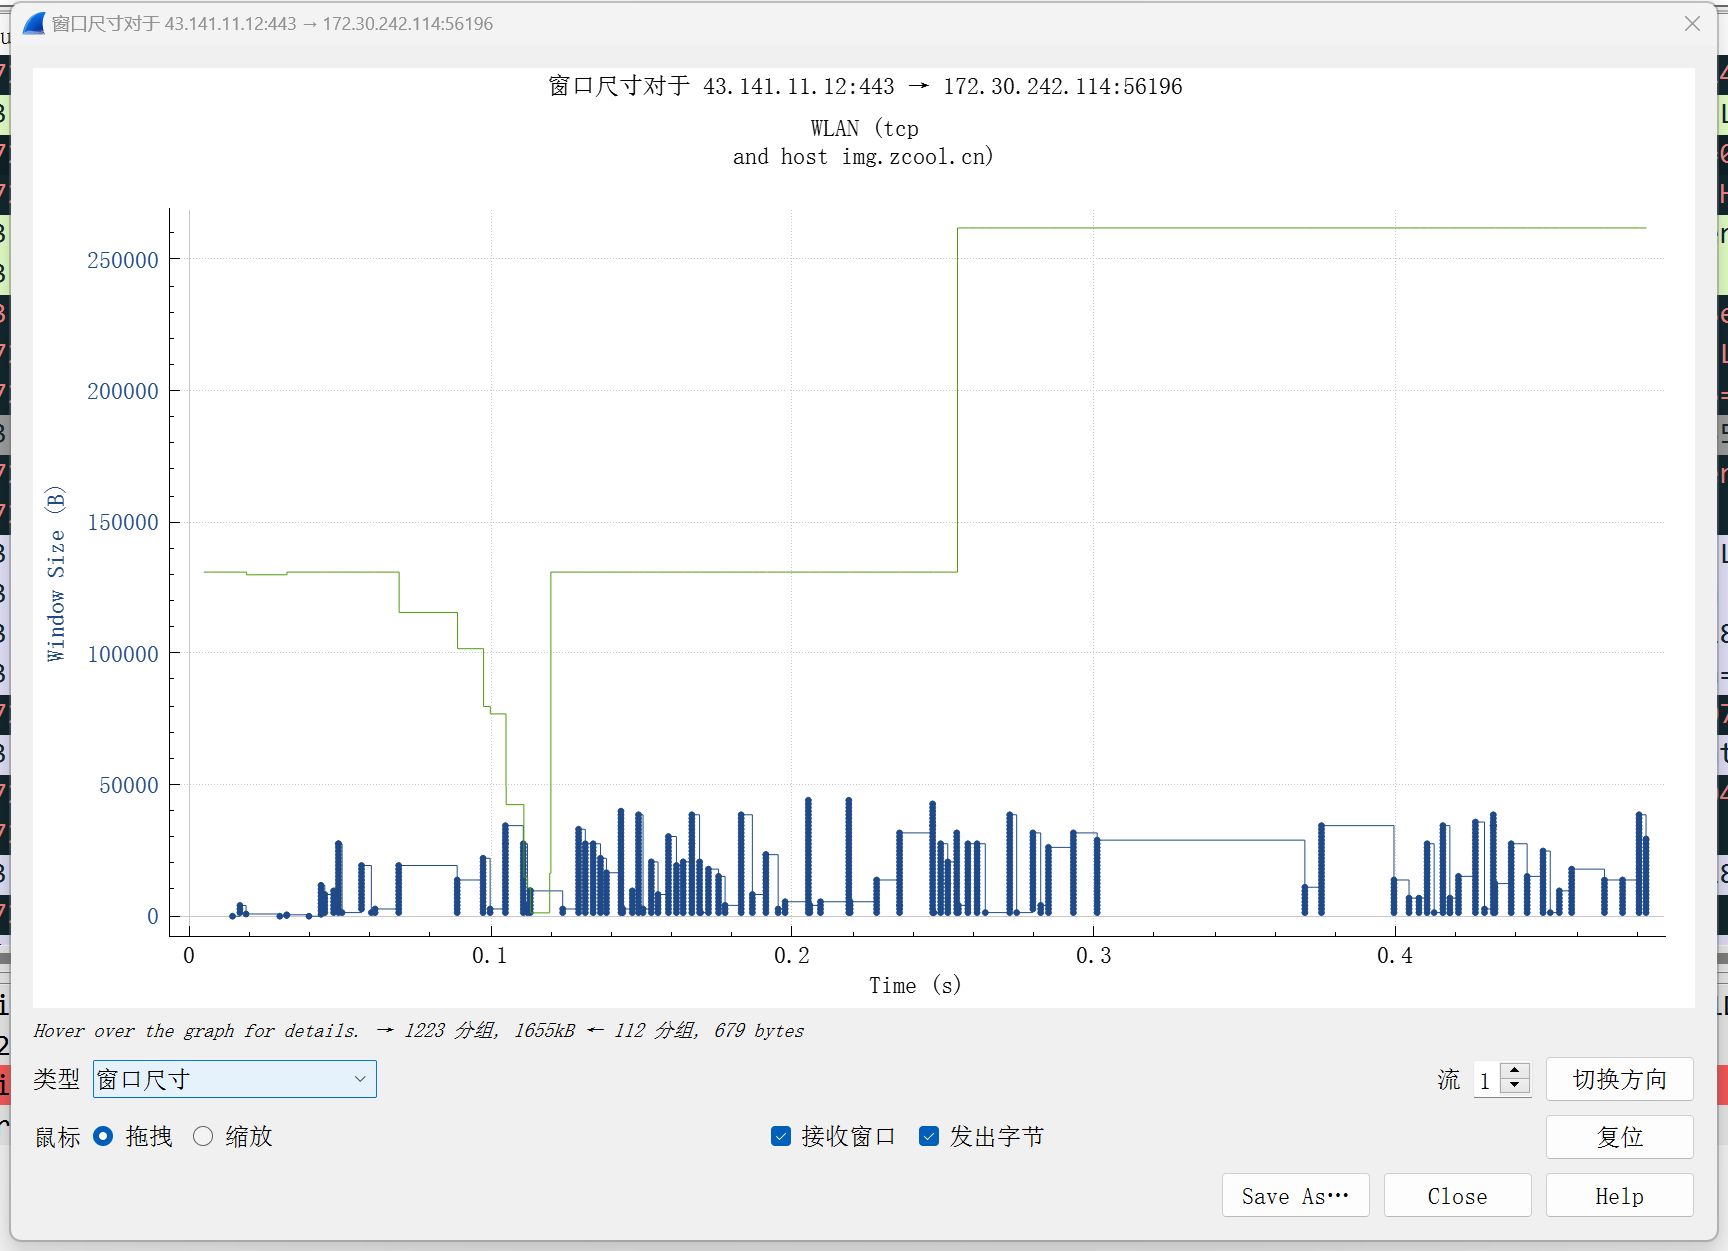 窗口尺寸对于 43.141.11.12:443 → 172.30.242.114:56196
窗口尺寸对于 43.141.11.12:443 → 172.30.242.114:56196
WLAN (tcp
and host img.zcool.cn)
250000
200000
150000
100000
50000
0
Window Size (B)
0 0.1 0.2 0.3 0.4
Time (s)
Hover over the graph for details. → 1223 分组, 1655kB ← 112 分组, 679 bytes
类型 窗口尺寸 流 1 切换方向
鼠标 拖拽 缩放 接收窗口 发出字节 复位
Save As… Close Help